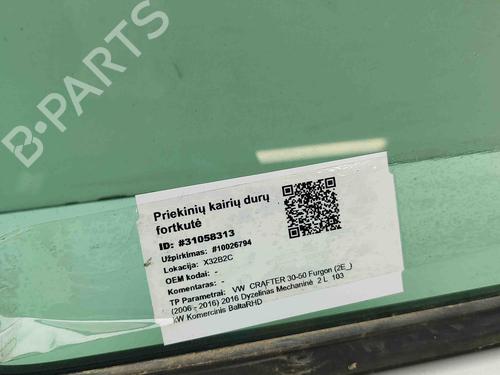 B-PARTS
Priekinių kairių durų
fortkutė
ID: #31058313
Užpirkimas: #10026794
Lokacija: X32B2C
OEM kodai: -
Komentaras: -
TP Parametrai: VW CRAFTER 30-50 Furgon (2E_)
(2006 - 2016) 2016 Dyzelinas Mechaninė 2 L. 103
kW Komercinis BaltaRHD